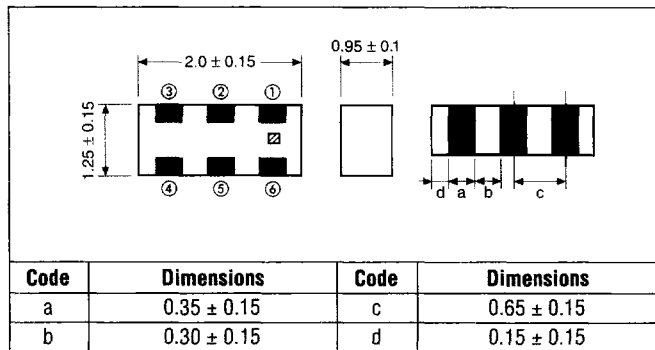 2.0 ± 0.15
0.95 ± 0.1
③ ② ①
1.25 ± 0.15
④ ⑤ ⑥
d a b c
Code Dimensions Code Dimensions
a 0.35 ± 0.15 c 0.65 ± 0.15
b 0.30 ± 0.15 d 0.15 ± 0.15